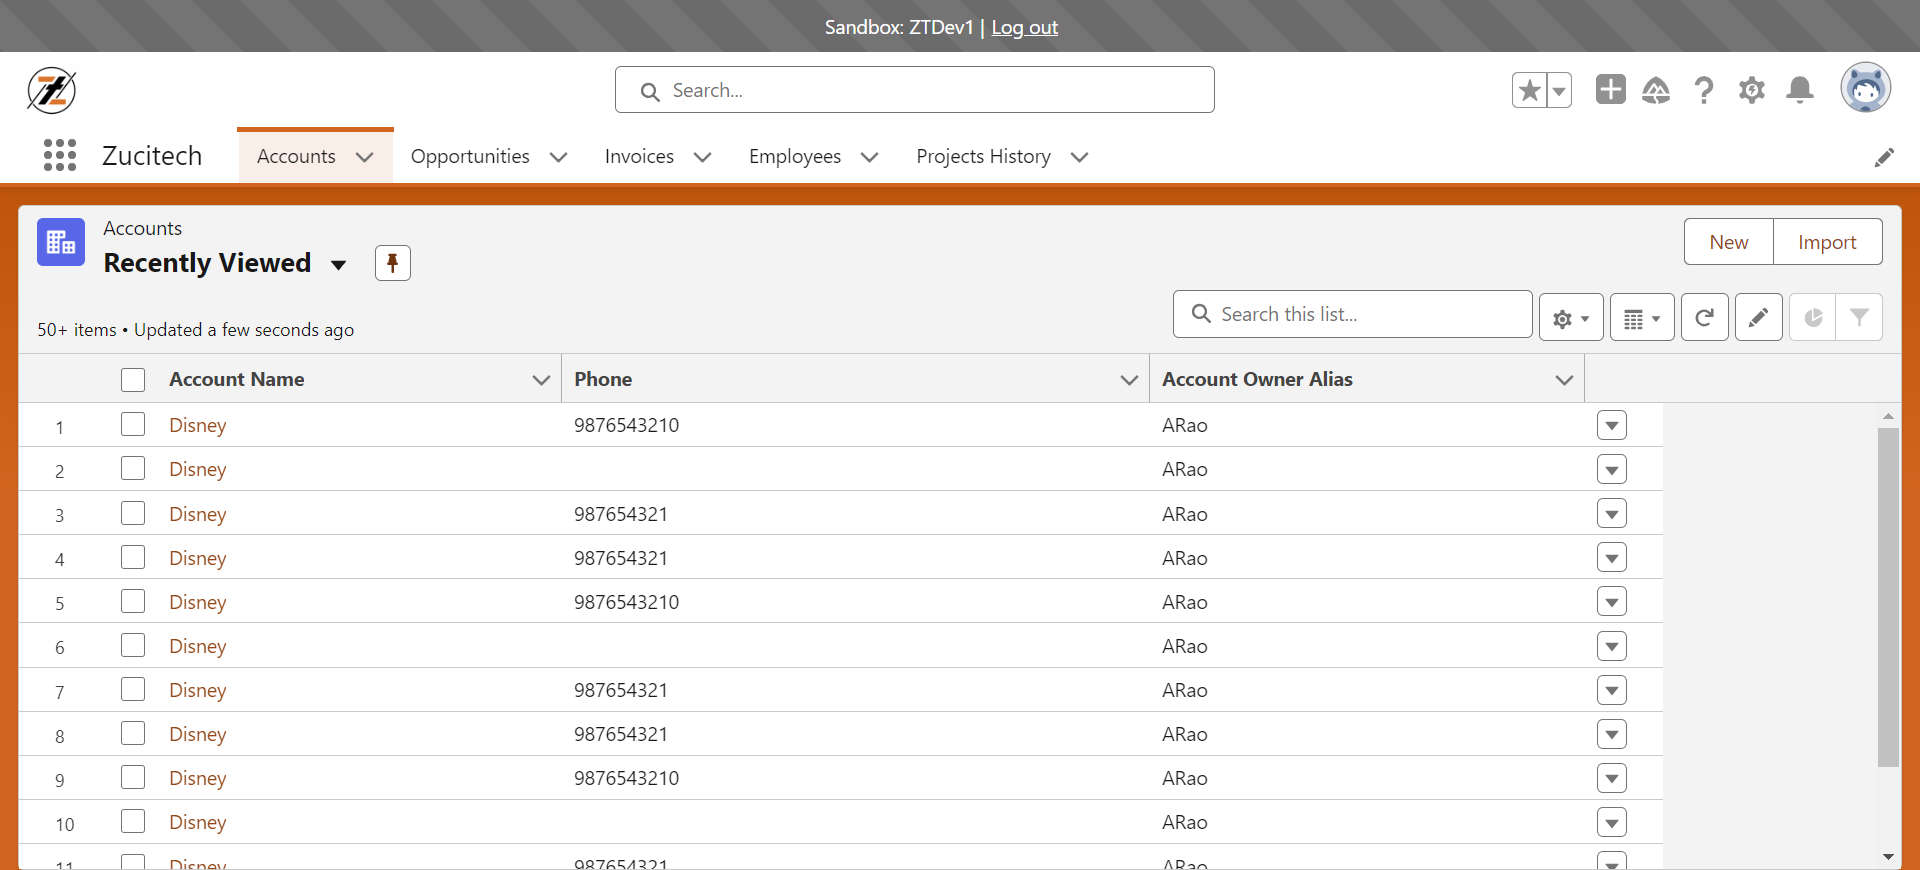 Sandbox: ZTDev1 | Log out
Search...
Zucitech Accounts Opportunities Invoices Employees Projects History
Accounts
Recently Viewed
New Import
50+ items • Updated a few seconds ago
Search this list...
Account Name Phone Account Owner Alias
1 Disney 9876543210 ARao
2 Disney ARao
3 Disney 987654321 ARao
4 Disney 987654321 ARao
5 Disney 9876543210 ARao
6 Disney ARao
7 Disney 987654321 ARao
8 Disney 987654321 ARao
9 Disney 9876543210 ARao
10 Disney ARao
11 Disney 987654321 ARao